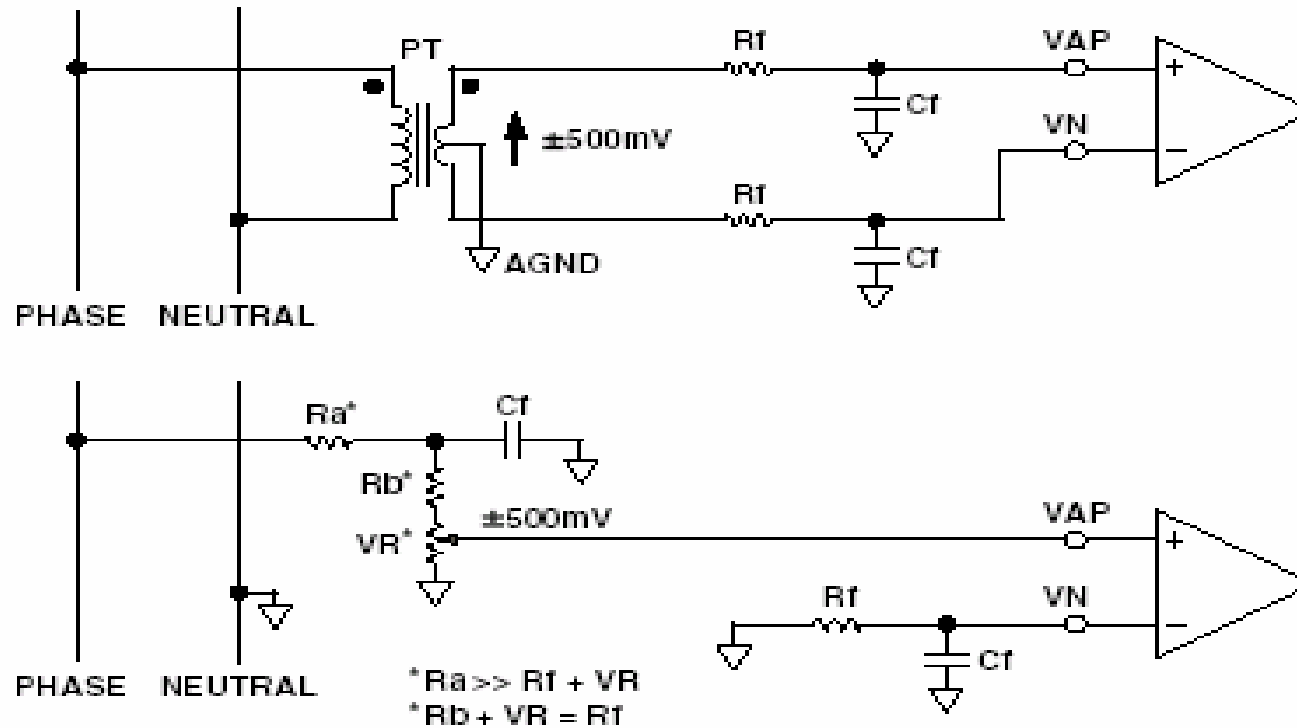 PT
Rf
VAP
+
Cf
±500mV
VN
−
Rf
Cf
AGND
PHASE NEUTRAL
Ra*
Cf
Rb*
±500mV
VR*
VAP
+
Rf
VN
−
Cf
PHASE NEUTRAL
*Ra >> Rf + VR
*Rb + VR = Rf